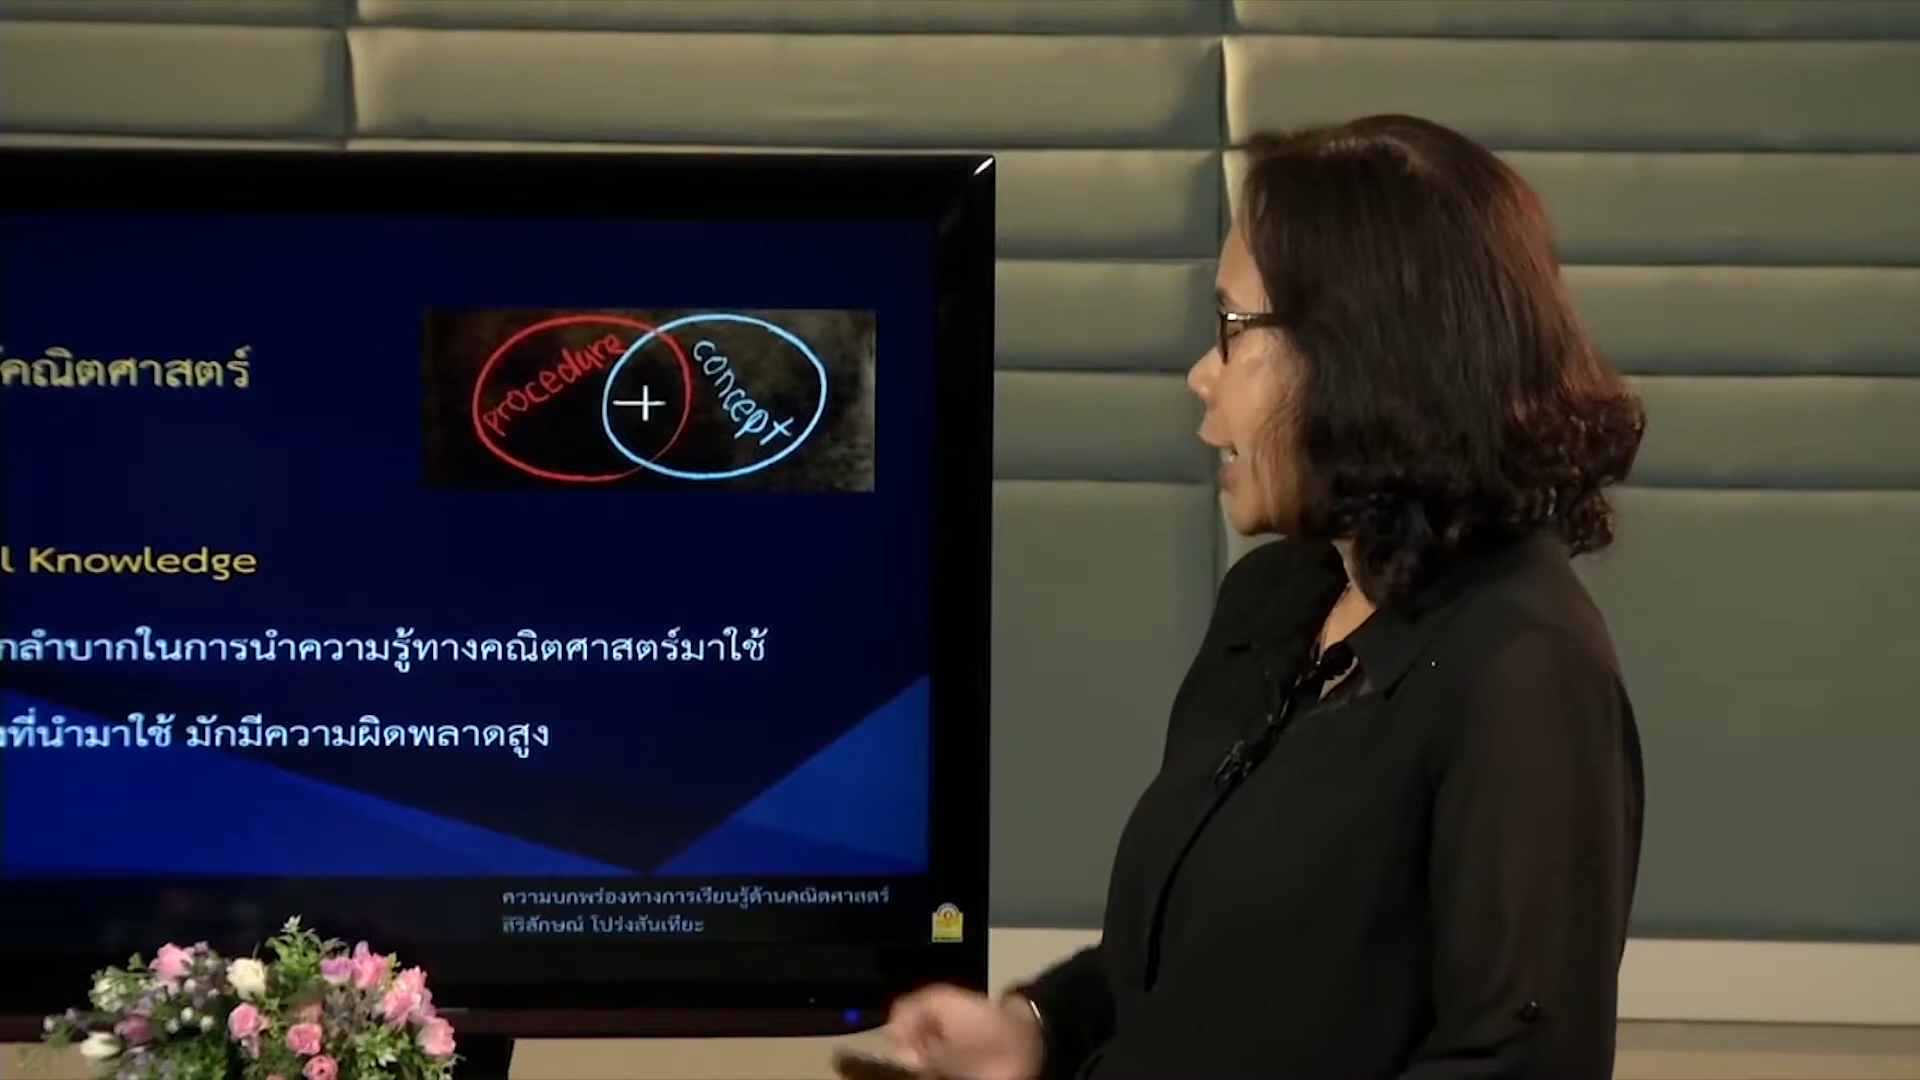 คณิตศาสตร์
procedure
concept
l Knowledge
ลำบากในการนำความรู้ทางคณิตศาสตร์มาใช้
ที่นำมาใช้ มักมีความผิดพลาดสูง
ความบกพร่องทางการเรียนรู้ด้านคณิตศาสตร์
สิริลักษณ์ โปร่งสันเทียะ